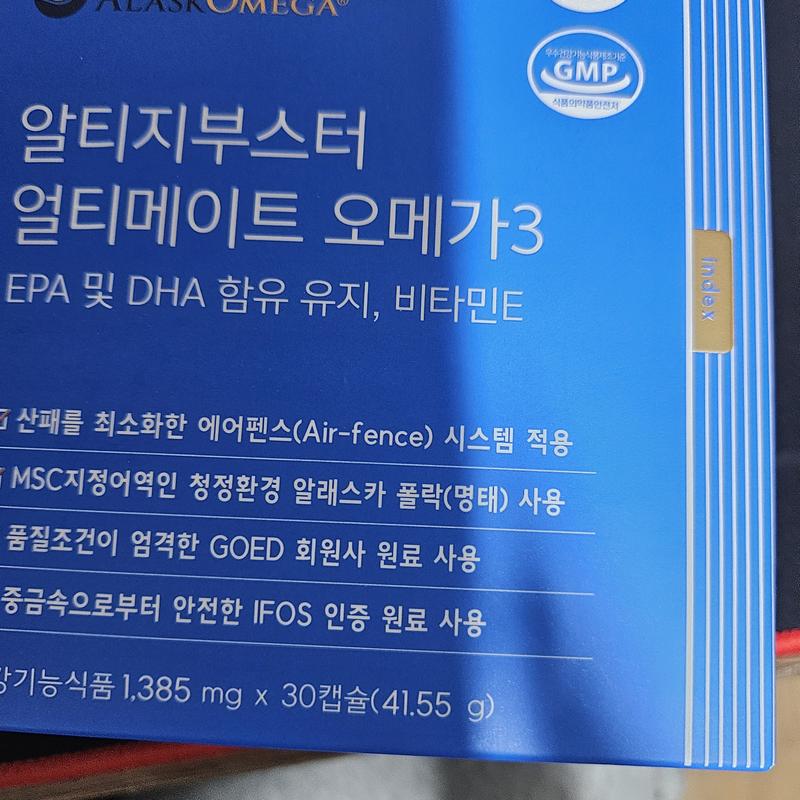 ALASKOMEGA®
우수건강기능식품제조기준
GMP
식품의약품안전처
알티지부스터
얼티메이트 오메가3
EPA 및 DHA 함유 유지, 비타민E
index
산패를 최소화한 에어펜스(Air-fence) 시스템 적용
MSC지정어역인 청정환경 알래스카 폴락(명태) 사용
품질조건이 엄격한 GOED 회원사 원료 사용
중금속으로부터 안전한 IFOS 인증 원료 사용
강기능식품 1,385 mg x 30캡슐(41.55 g)